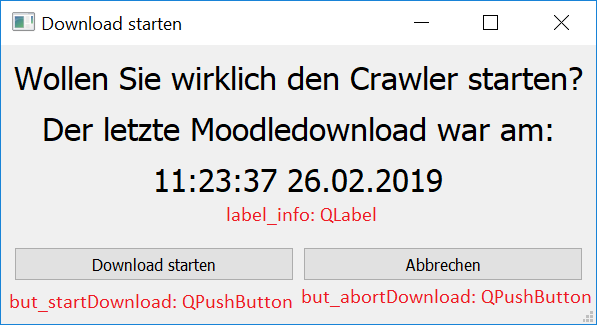 Download starten
Wollen Sie wirklich den Crawler starten?
Der letzte Moodledownload war am:
11:23:37 26.02.2019
label_info: QLabel
Download starten
Abbrechen
but_startDownload: QPushButton
but_abortDownload: QPushButton